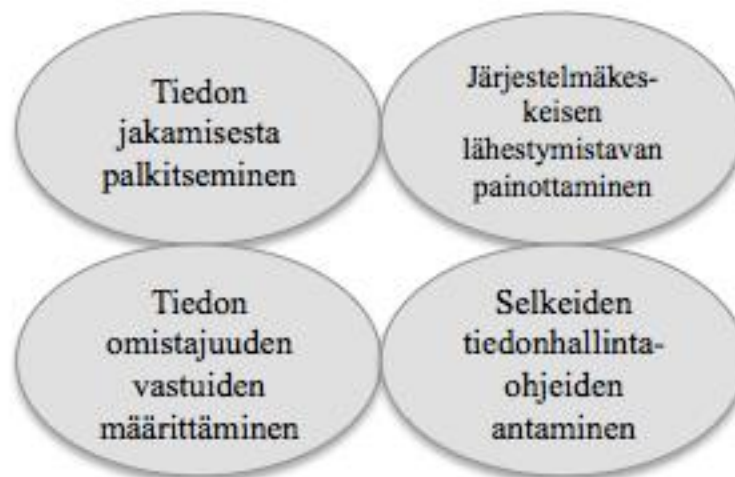 Tiedon
jakamisesta
palkitseminen
Järjestelmäkes-
keisen
lähestymistavan
painottaminen
Tiedon
omistajuuden
vastuiden
määrittäminen
Selkeiden
tiedonhallinta-
ohjeiden
antaminen